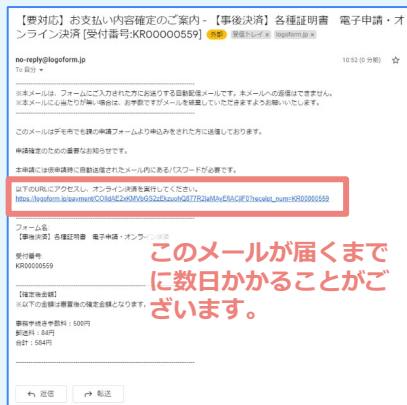 【要対応】お支払い内容確定のご案内 - 【事後決済】各種証明書　電子申請・オ
ンライン決済 [受付番号:KR00000559] 外部 受信トレイ × logoform.jp ×
no-reply@logoform.jp 10:52 (0 分前) ☆
To 自分
※本メールは、フォームにご入力された方にお送りする自動配信メールです。本メールへの返信はできません。
※本メールに心当たりが無い場合は、お手数ですがメールを破棄していただきますようお願いいたします。
このメールはデモ市でも課の申請フォームより申込みをされた方に送信しております。
申請確定のための重要なお知らせです。
本申請には仮申請時に自動送信されたメール内にあるパスワードが必要です。
以下のURLにアクセスし、オンライン決済を実行してください。
フォーム名:
【事後決済】各種証明書　電子申請・オンライン決済
受付番号:
KR00000559
【確定後金額】
※以下の金額は審査後の確定金額となります。
事務手続き手数料：500円
郵送料：84円
合計：584円
このメールが届くまで
に数日かかることがご
ざいます。
返信 転送